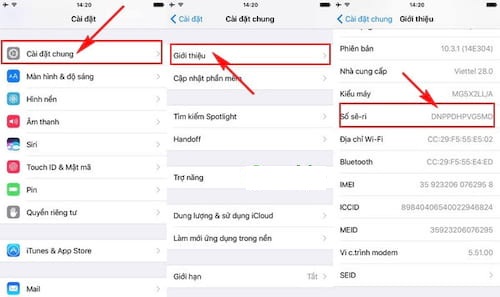 14:20
Cài đặt
Cài đặt chung
Màn hình & độ sáng
Hình nền
Âm thanh
Siri
Touch ID & Mật mã
Pin
Quyền riêng tư
iTunes & App Store
Mail
14:20
Cài đặt
Cài đặt chung
Giới thiệu
Cập nhật phần mềm
Tìm kiếm Spotlight
Handoff
Trợ năng
Dung lượng & sử dụng iCloud
Làm mới ứng dụng trong nền
Giới hạn Tắt
14:20
Cài đặt chung Giới thiệu
Phiên bản 10.3.1 (14E304)
Nhà cung cấp Viettel 28.0
Kiểu máy MG5X2LL/A
Số sê-ri DNPPDHPVG5MD
Địa chỉ Wi-Fi CC:29:F5:55:E5:02
Bluetooth CC:29:F5:55:E4:ED
IMEI 35 923206 076295 8
ICCID 89840406540022946824
MEID 35923206076295
Vi c.trình modem 5.51.00
SEID